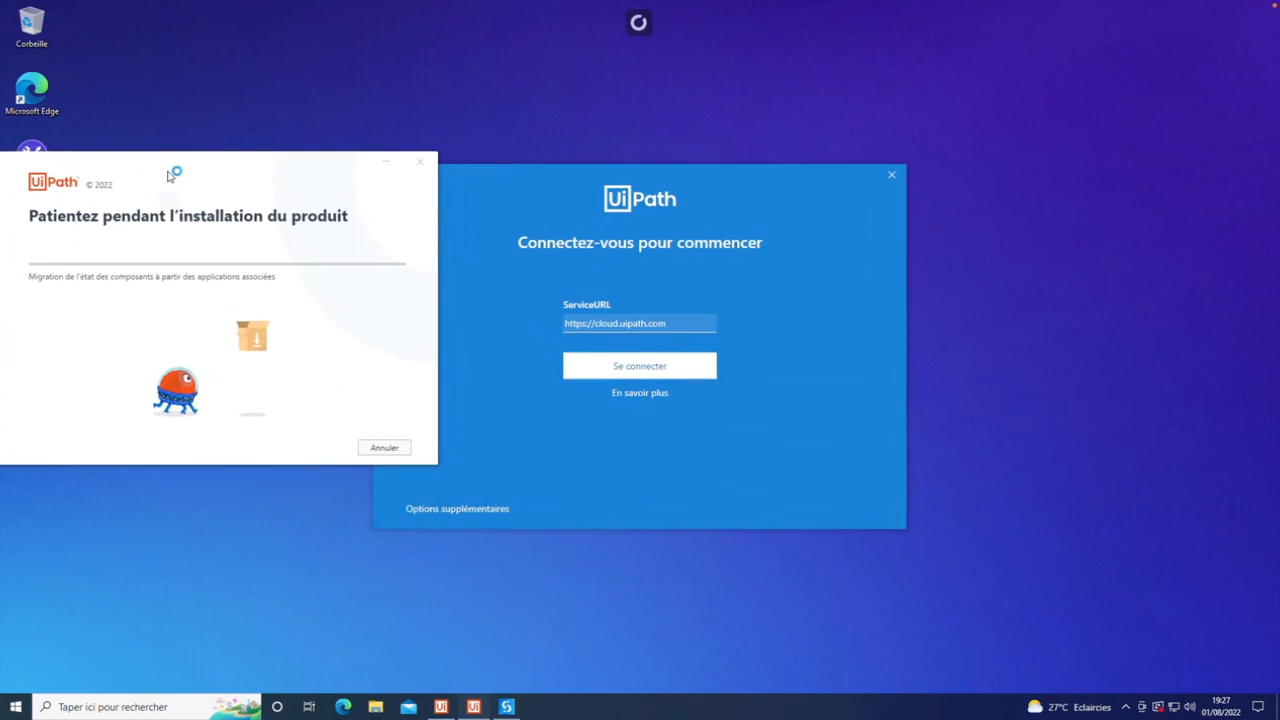 Corbeille
Microsoft Edge
UiPath
© 2022
Patientez pendant l’installation du produit
Migration de l'état des composants à partir des applications associées
Annuler
UiPath
Connectez-vous pour commencer
ServiceURL
https://cloud.uipath.com
Se connecter
En savoir plus
Options supplémentaires
Taper ici pour rechercher
Ui
Ui
27°C Eclaircies
19:27
01/08/2022